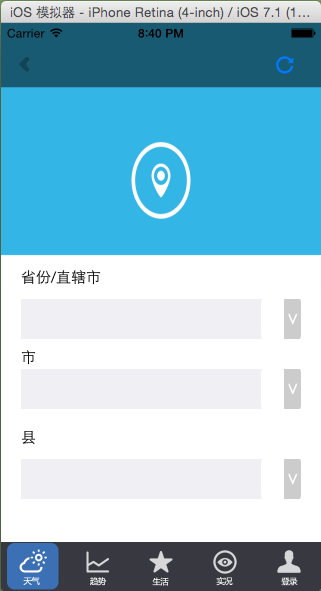 iOS 模拟器 - iPhone Retina (4-inch) / iOS 7.1 (1...
Carrier 8:40 PM
省份/直辖市
V
市
V
县
V
天气 趋势 生活 实况 登录